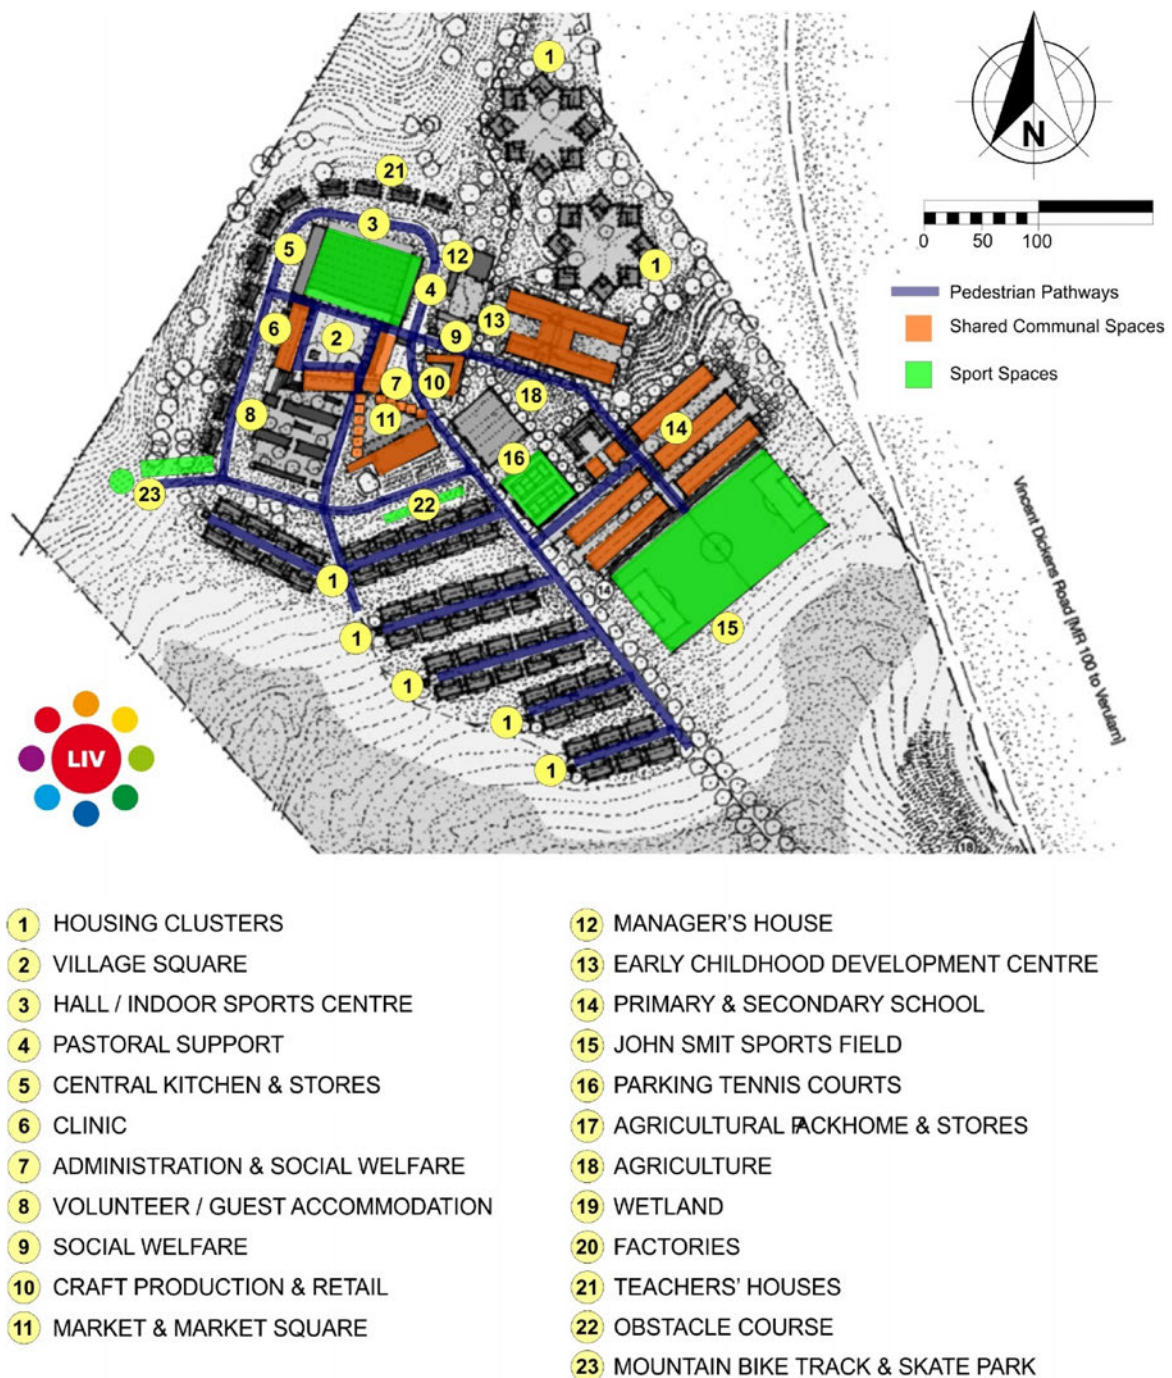 1
21
3
5
12
1
4
6
2
13
9
7
10
18
8
11
14
16
23
22
1
14
15
1
1
1
1
N
0 50 100
Pedestrian Pathways
Shared Communal Spaces
Sport Spaces
Vincent Dickens Road [MR 100 to Verulam]
LIV
18
1 HOUSING CLUSTERS
2 VILLAGE SQUARE
3 HALL / INDOOR SPORTS CENTRE
4 PASTORAL SUPPORT
5 CENTRAL KITCHEN & STORES
6 CLINIC
7 ADMINISTRATION & SOCIAL WELFARE
8 VOLUNTEER / GUEST ACCOMMODATION
9 SOCIAL WELFARE
10 CRAFT PRODUCTION & RETAIL
11 MARKET & MARKET SQUARE
12 MANAGER'S HOUSE
13 EARLY CHILDHOOD DEVELOPMENT CENTRE
14 PRIMARY & SECONDARY SCHOOL
15 JOHN SMIT SPORTS FIELD
16 PARKING TENNIS COURTS
17 AGRICULTURAL PACKHOME & STORES
18 AGRICULTURE
19 WETLAND
20 FACTORIES
21 TEACHERS' HOUSES
22 OBSTACLE COURSE
23 MOUNTAIN BIKE TRACK & SKATE PARK